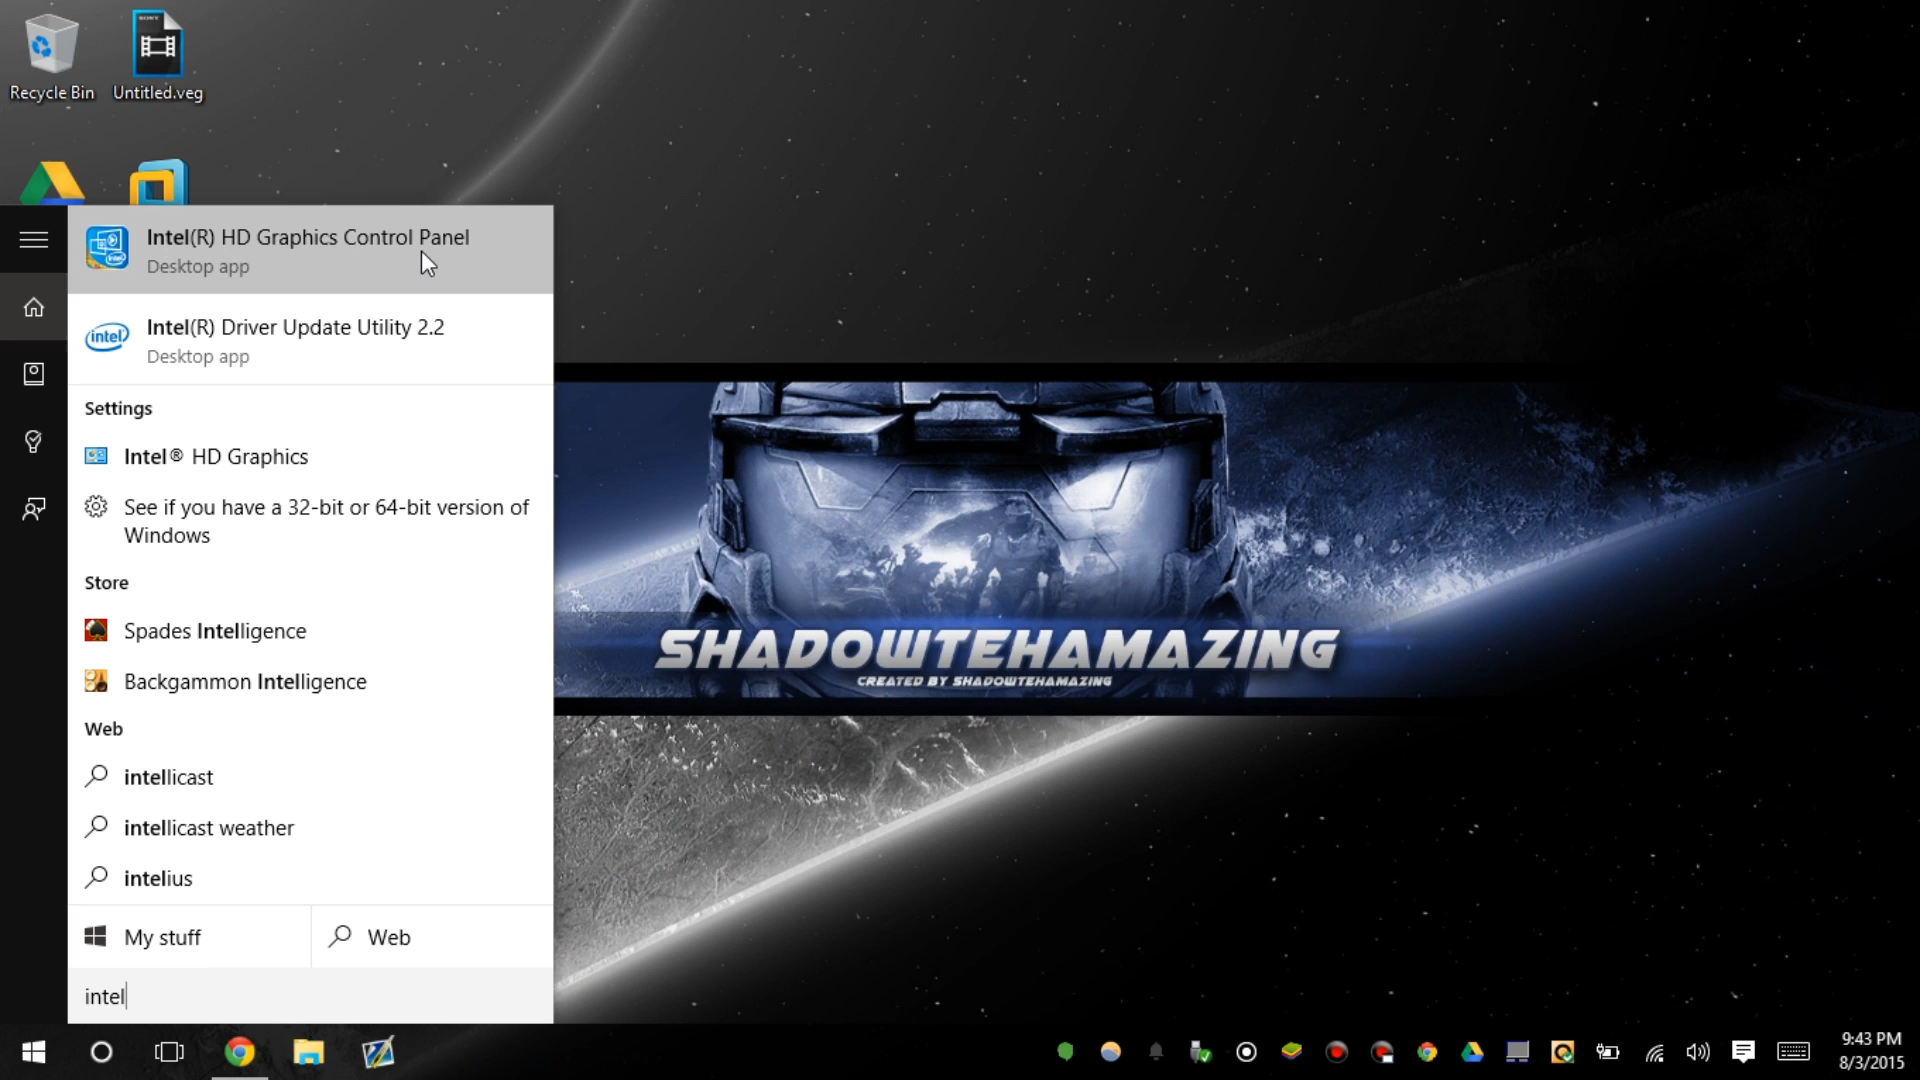 SONY
Recycle Bin
Untitled.veg
Intel(R) HD Graphics Control Panel
Desktop app
intel
Intel(R) Driver Update Utility 2.2
Desktop app
Settings
Intel® HD Graphics
See if you have a 32-bit or 64-bit version of
Windows
Store
Spades Intelligence
Backgammon Intelligence
Web
intellicast
intellicast weather
intelius
My stuff
Web
intel
SHADOWTEHAMAZING
CREATED BY SHADOWTEHAMAZING
9:43 PM
8/3/2015